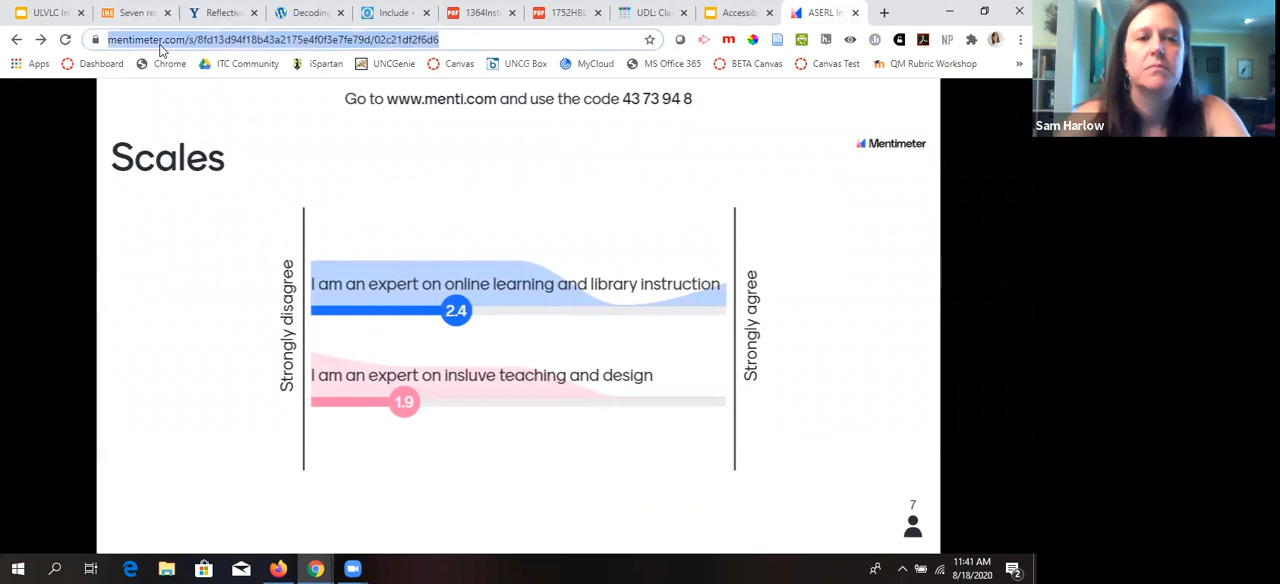 ULVLC in
Seven re
Reflective
Decoding
Include -
1364Inst
1752HBL
UDL: Cla
Accessib
ASERL In
mentimeter.com/s/8fd13d94f18b43a2175e4f0f3e7fe79d/02c21df2f6d6
Apps
Dashboard
Chrome
ITC Community
iSpartan
UNCGenie
Canvas
UNCG Box
MyCloud
MS Office 365
BETA Canvas
Canvas Test
QM Rubric Workshop
Go to www.menti.com and use the code 43 73 94 8
Mentimeter
Scales
Strongly disagree
I am an expert on online learning and library instruction
2.4
I am an expert on insluve teaching and design
1.9
Strongly agree
7
Sam Harlow
11:41 AM
8/18/2020
2